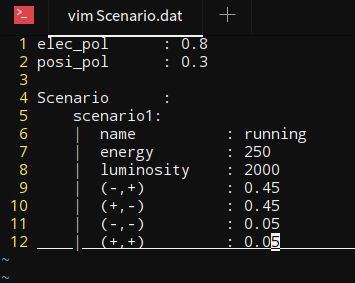 vim Scenario.dat
1 elec_pol      : 0.8
2 posi_pol      : 0.3
3
4 Scenario      :
5     scenario1:
6     |  name          : running
7     |  energy        : 250
8     |  luminosity    : 2000
9     |  (-,+)         : 0.45
10     |  (+,-)         : 0.45
11     |  (-,-)         : 0.05
12     |  (+,+)         : 0.05
~
~